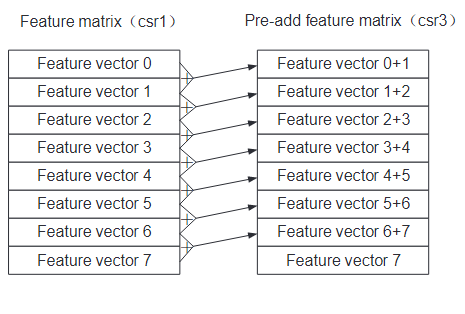 Feature matrix（csr1）
Pre-add feature matrix（csr3）
Feature vector 0
Feature vector 1
Feature vector 2
Feature vector 3
Feature vector 4
Feature vector 5
Feature vector 6
Feature vector 7
+
+
+
+
+
+
+
Feature vector 0+1
Feature vector 1+2
Feature vector 2+3
Feature vector 3+4
Feature vector 4+5
Feature vector 5+6
Feature vector 6+7
Feature vector 7